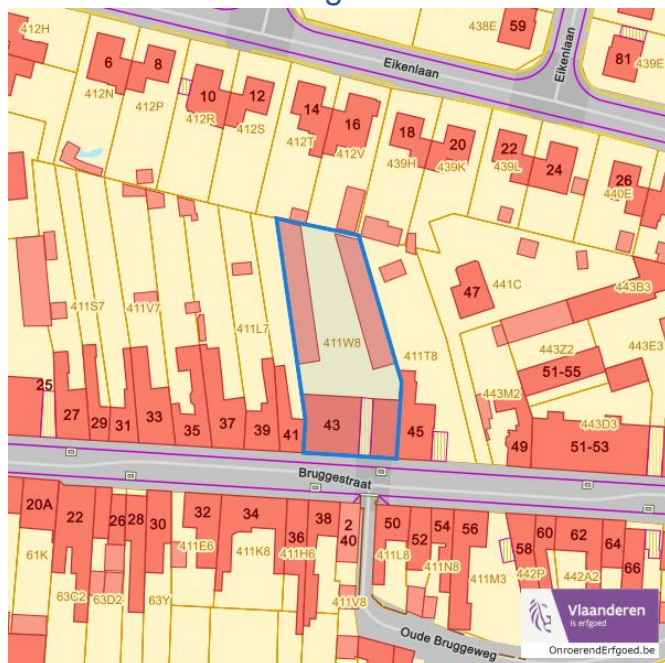 412H
438E
59
Eikenlaan
Eikenlaan
81
439E
6
8
412N
412P
10
12
412R
412S
14
16
412T
412V
18
20
439H
439K
22
24
439L
26
440E
47
441C
443B3
411S7
411V7
411L7
411W8
411T8
443Z2
443E3
51-55
443M2
443D3
25
27
29
31
33
35
37
39
41
43
45
49
51-53
Bruggestraat
20A
22
26
28
30
32
34
36
38
2
40
50
52
54
56
58
60
62
64
66
61K
63C2
63D2
63Y
411E6
411K8
411H6
411V8
411L8
411N8
411M3
442P
442A2
Oude Bruggeweg
Vlaanderen
is erfgoed
OnroerendErfgoed.be